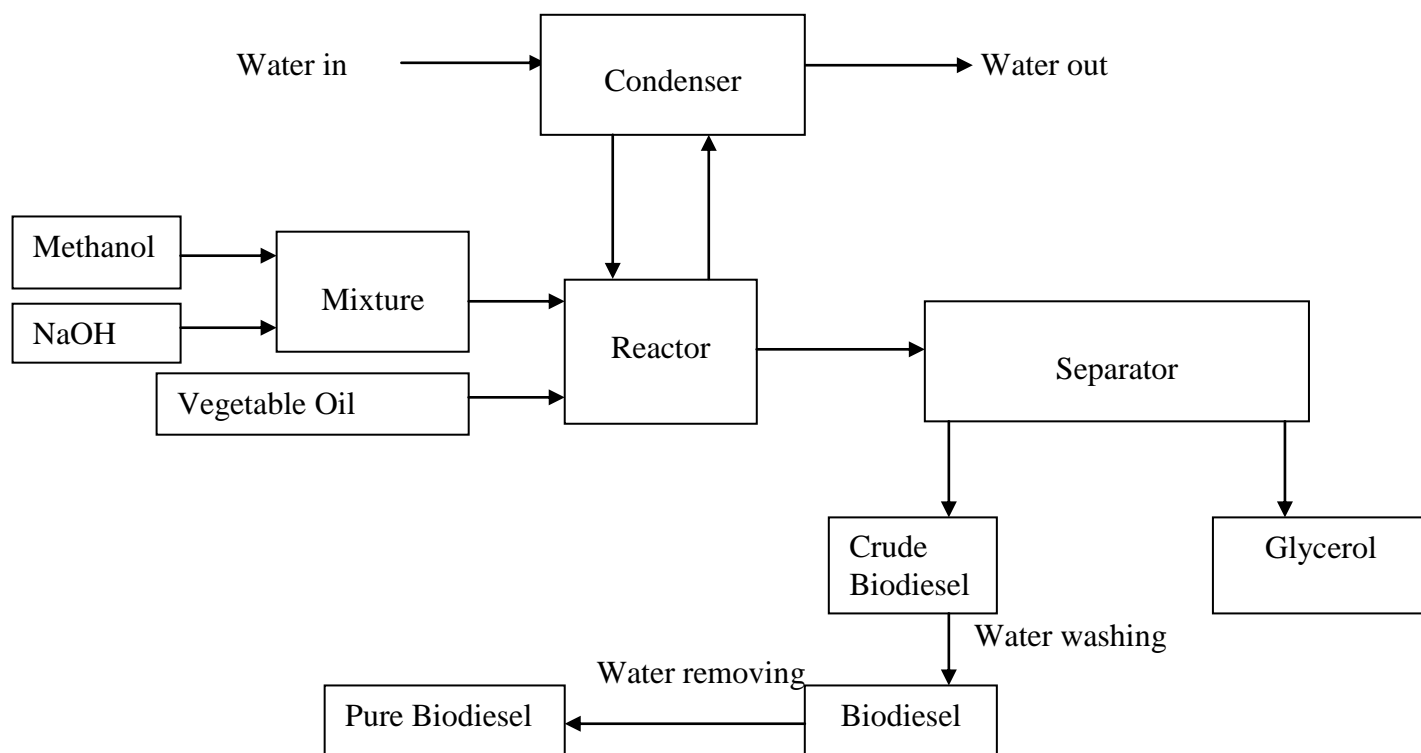 Water in
Condenser
Water out
Methanol
Mixture
NaOH
Reactor
Vegetable Oil
Separator
Crude
Biodiesel
Glycerol
Water washing
Water removing
Pure Biodiesel
Biodiesel